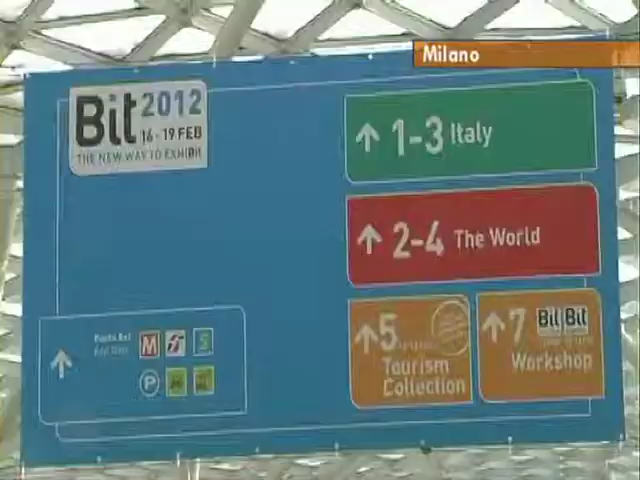 Milano
Bit 2012
16-19 FEB
THE NEW WAY TO EXHIBIT
↑ 1-3 Italy
↑ 2-4 The World
↑ 5
Tourism
Collection
↑ 7 Bit Bit
Workshop
↑
M
P